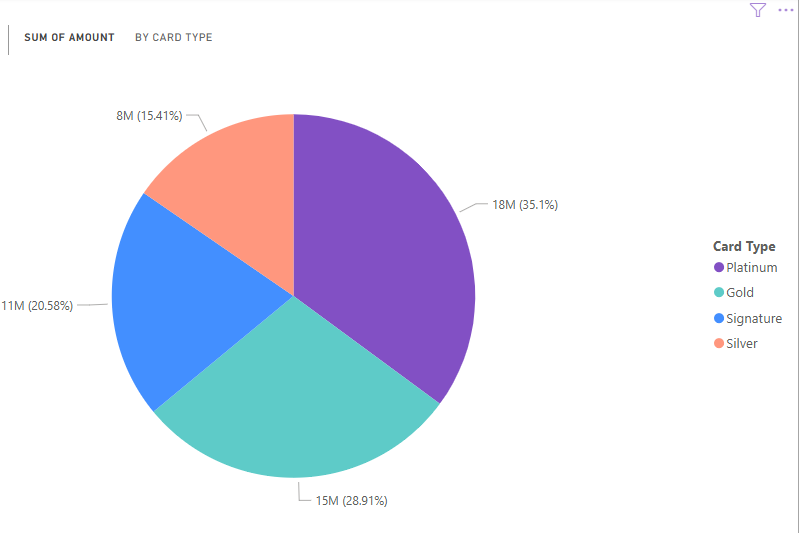 SUM OF AMOUNT BY CARD TYPE
8M (15.41%)
18M (35.1%)
11M (20.58%)
15M (28.91%)
Card Type
Platinum
Gold
Signature
Silver